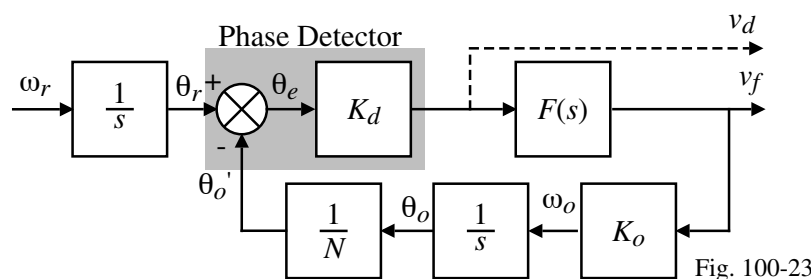 Phase Detector
v_d
ω_r
1/s
θ_r
+
-
θ_e
K_d
F(s)
v_f
θ_o'
1/N
θ_o
1/s
ω_o
K_o
Fig. 100-23